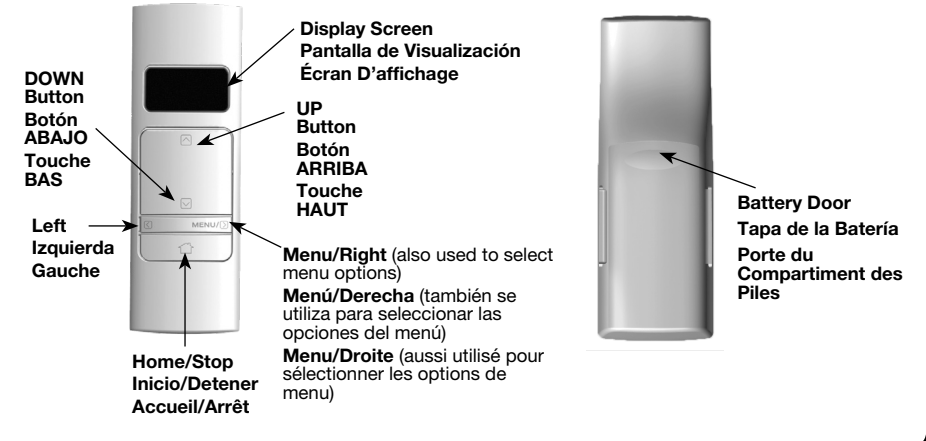 Display Screen
Pantalla de Visualización
Écran D'affichage
DOWN
Button
Botón
ABAJO
Touche
BAS
UP
Button
Botón
ARRIBA
Touche
HAUT
Left
Izquierda
Gauche
MENU/
Menu/Right (also used to select
menu options)
Menú/Derecha (también se
utiliza para seleccionar las
opciones del menú)
Menu/Droite (aussi utilisé pour
sélectionner les options de
menu)
Home/Stop
Inicio/Detener
Accueil/Arrêt
Battery Door
Tapa de la Batería
Porte du
Compartiment des
Piles